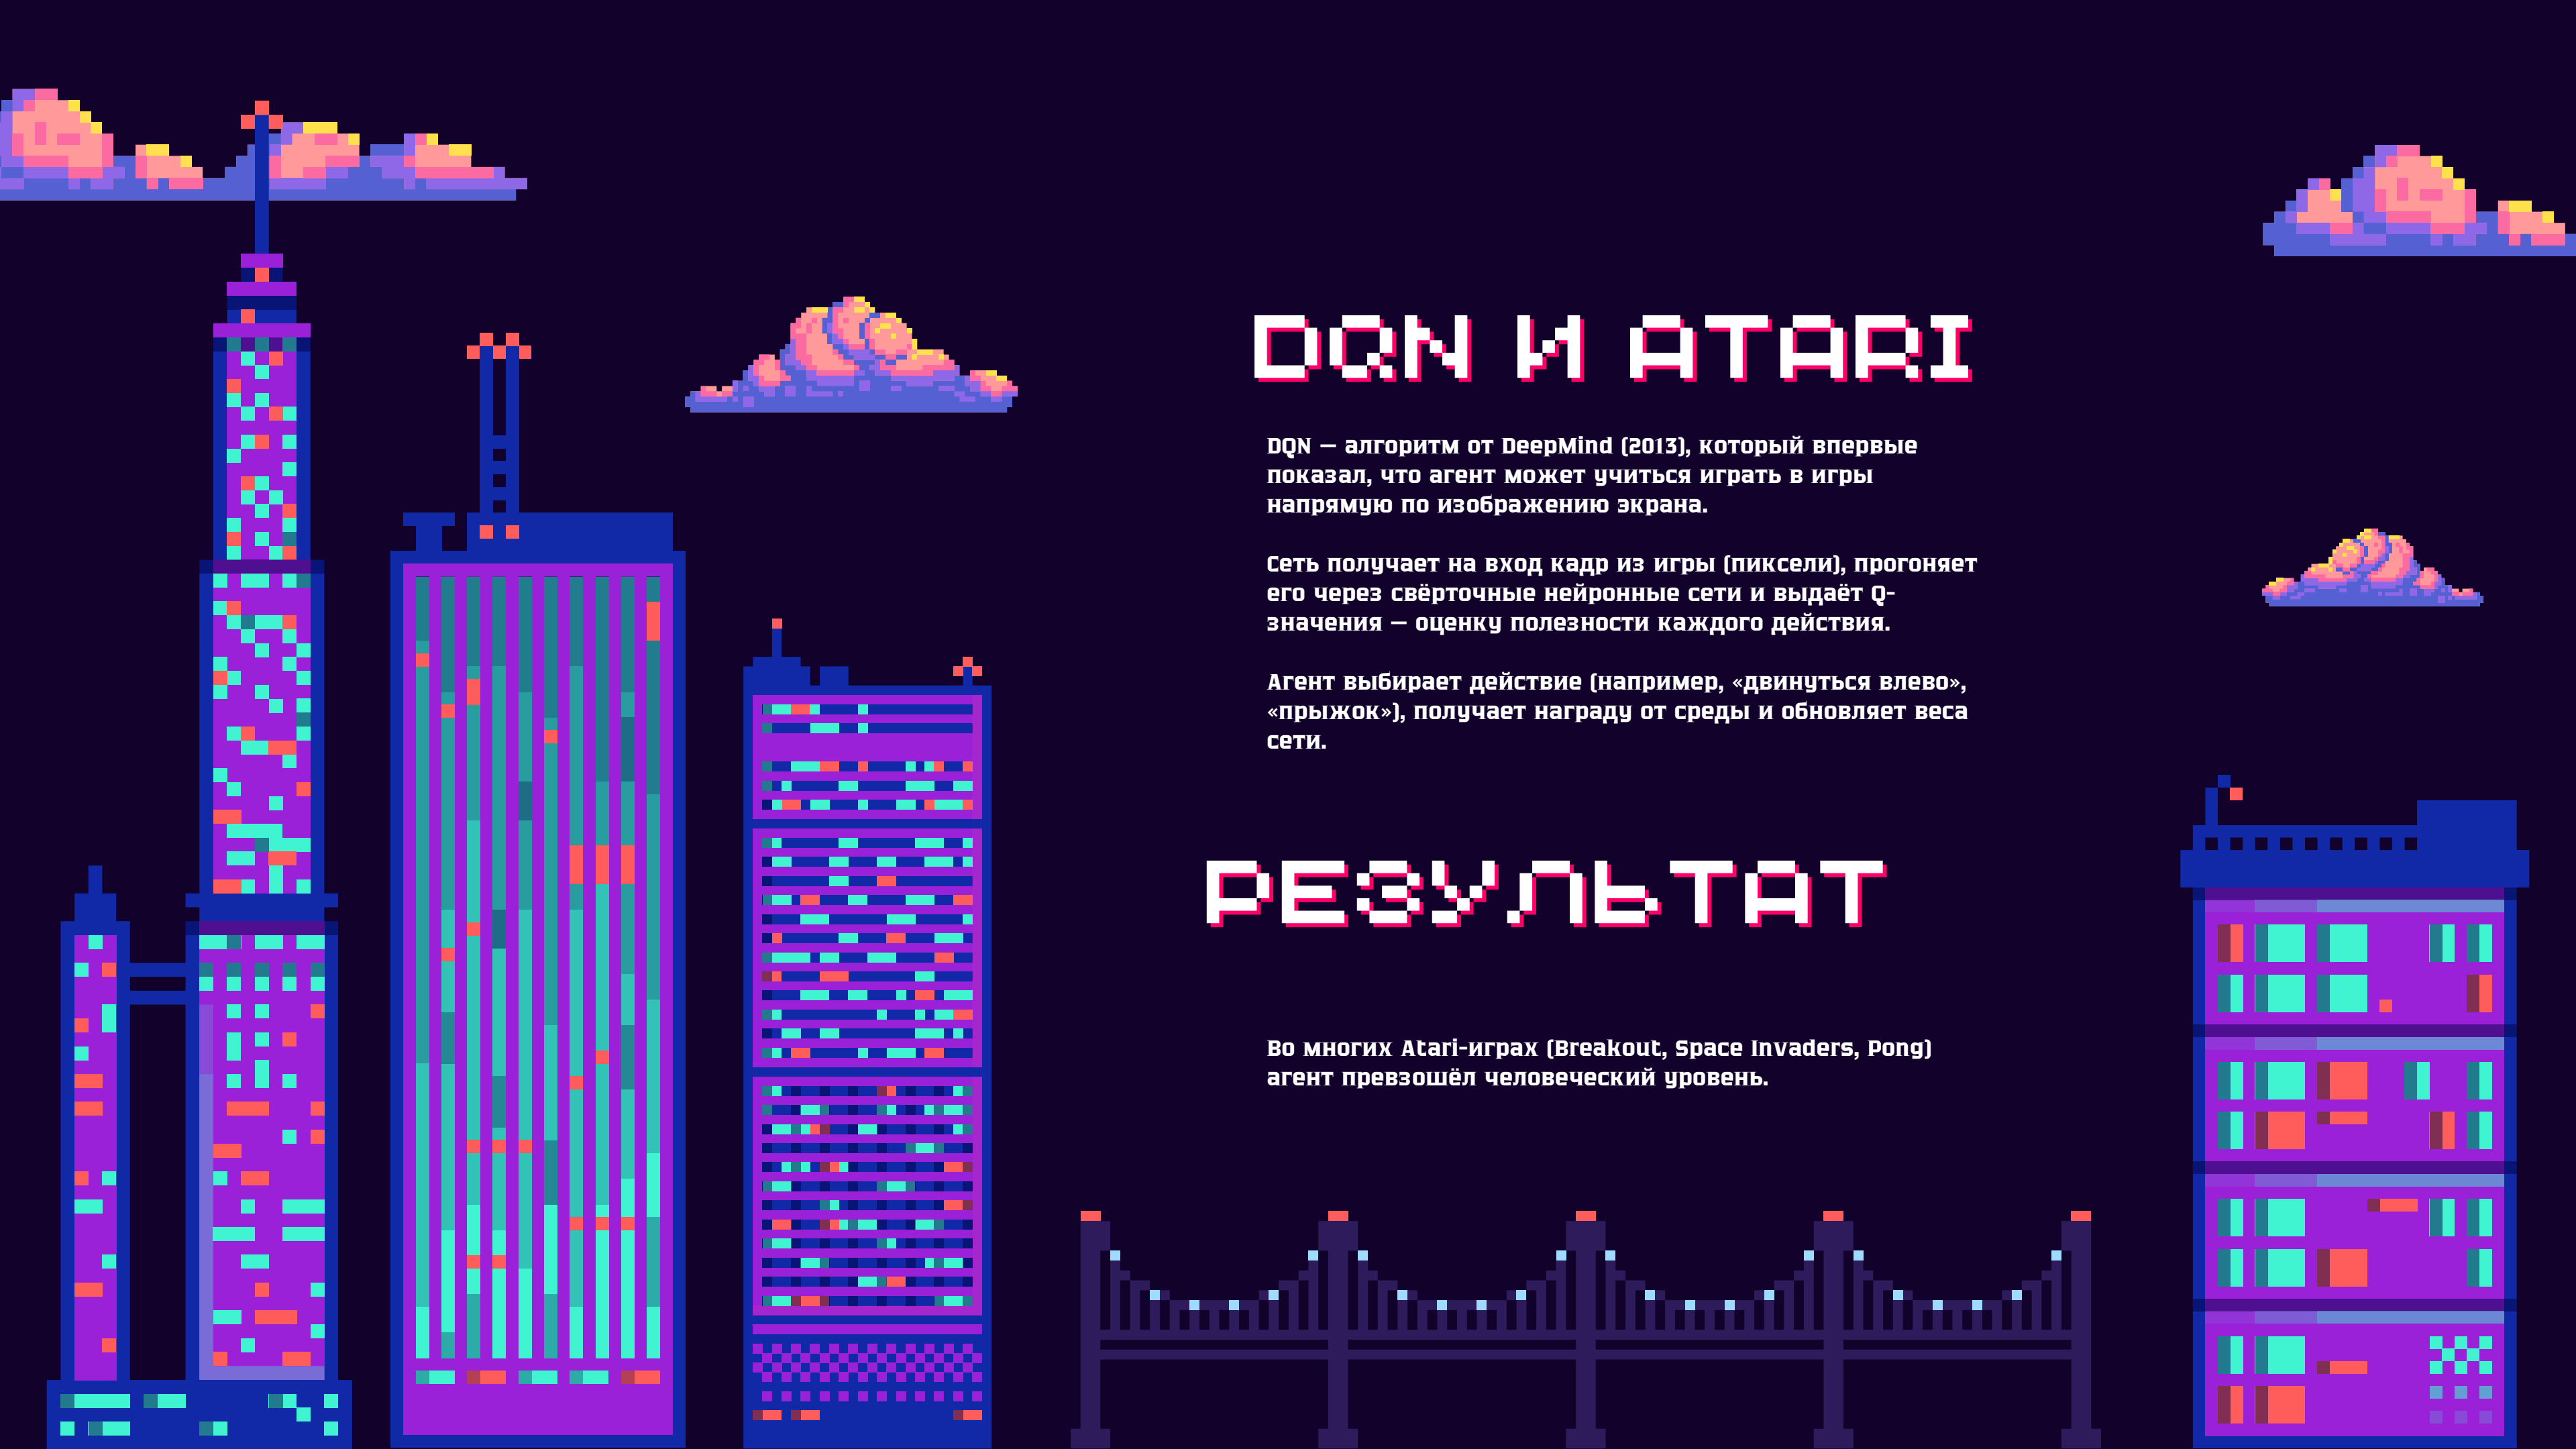 DQN И ATARI
DQN — алгоритм от DeepMind (2013), который впервые
показал, что агент может учиться играть в игры
напрямую по изображению экрана.
Сеть получает на вход кадр из игры (пиксели), прогоняет
его через свёрточные нейронные сети и выдаёт Q-
значения — оценку полезности каждого действия.
Агент выбирает действие (например, «двинуться влево»,
«прыжок»), получает награду от среды и обновляет веса
сети.
РЕЗУЛЬТАТ
Во многих Atari-играх (Breakout, Space Invaders, Pong)
агент превзошёл человеческий уровень.